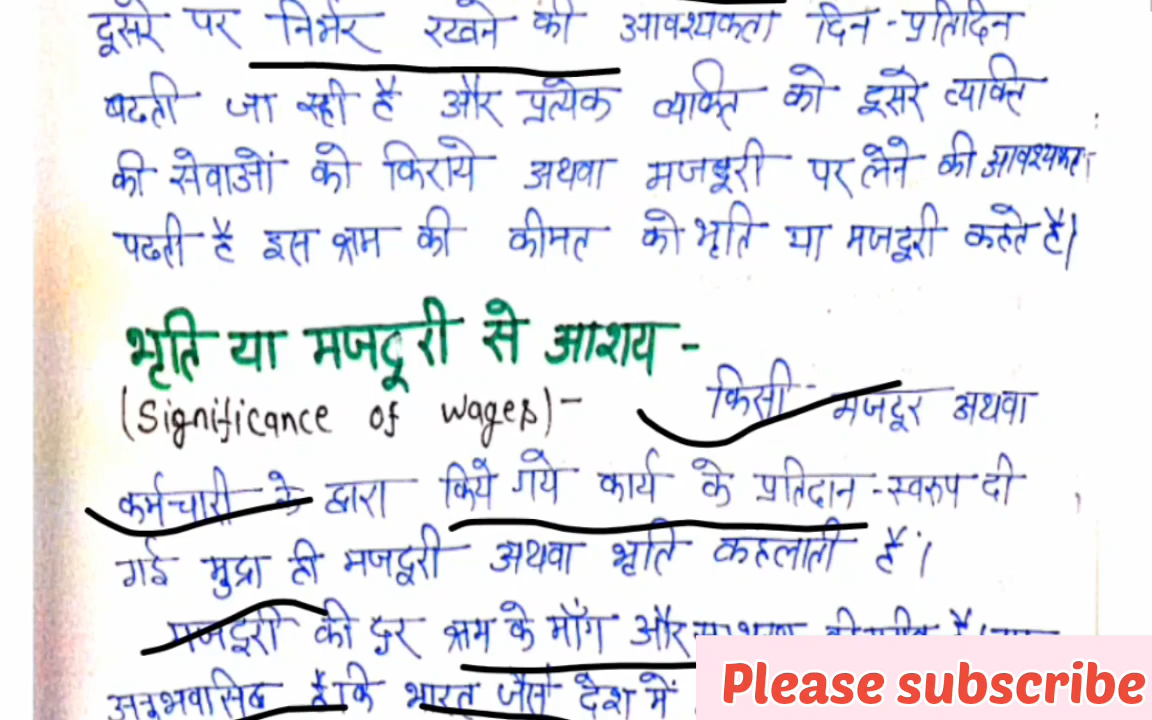 दूसरे पर निर्भर रखने की आवश्यकता दिन-प्रतिदिन
बढती जा रही है और प्रत्येक व्यक्ति को दूसरे व्यक्ति
की सेवाओं को किराये अथवा मजदूरी पर लेने की आवश्यकता
पढती है इस श्रम की कीमत को भृति या मजदूरी कहते है।
भृति या मजदूरी से आशय -
(Significance of wages)-
किसी मजदूर अथवा
कर्मचारी के द्वारा किये गये कार्य के प्रतिदान-स्वरूप दी
गई मुद्रा ही मजदूरी अथवा भृति कहलाती है।
मजदूरी की दर श्रम के माँग और
अनुभवसिद्ध है कि भारत जैसे देश में
Please subscribe